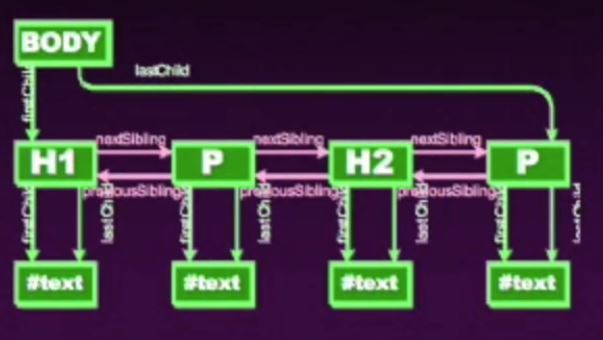 BODY
lastChild
firstChild
nextSibling nextSibling nextSibling
H1 P H2 P
previousSibling previousSibling previousSibling
firstChild lastChild firstChild lastChild firstChild lastChild firstChild lastChild
#text #text #text #text